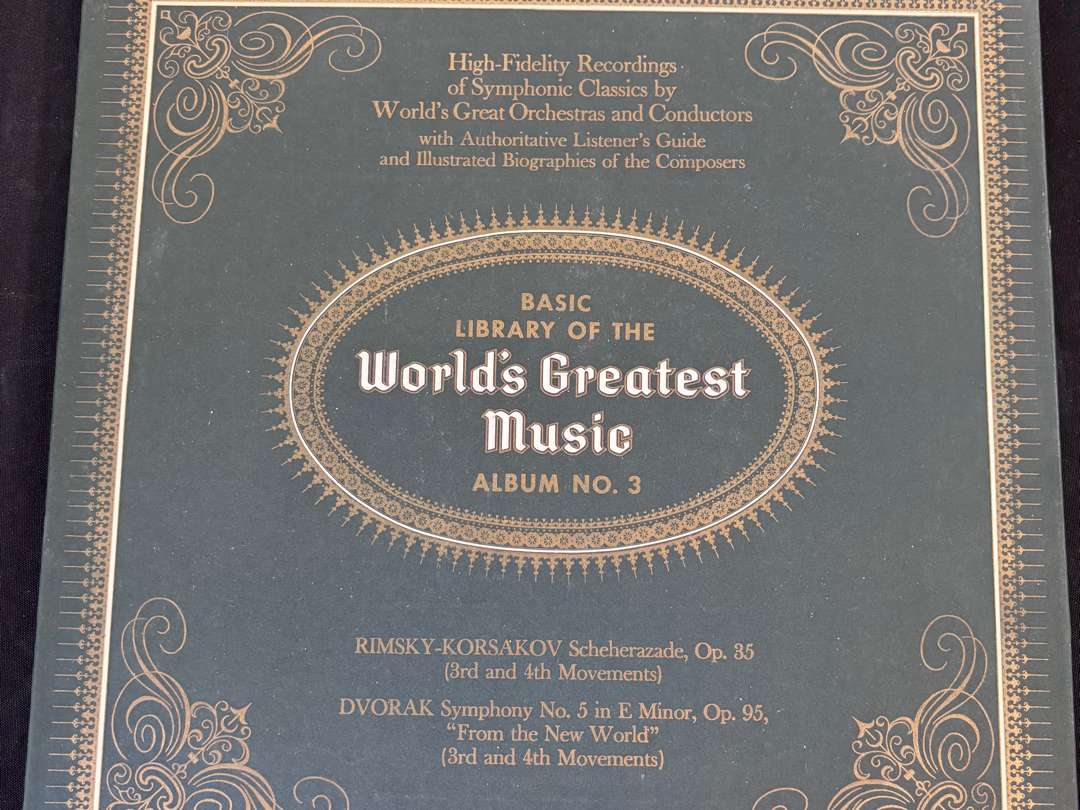 High-Fidelity Recordings
of Symphonic Classics by
World's Great Orchestras and Conductors
with Authoritative Listener's Guide
and Illustrated Biographies of the Composers
BASIC
LIBRARY OF THE
World's Greatest
Music
ALBUM NO. 3
RIMSKY-KORSAKOV Scheherazade, Op. 35
(3rd and 4th Movements)
DVORAK Symphony No. 5 in E Minor, Op. 95,
“From the New World”
(3rd and 4th Movements)